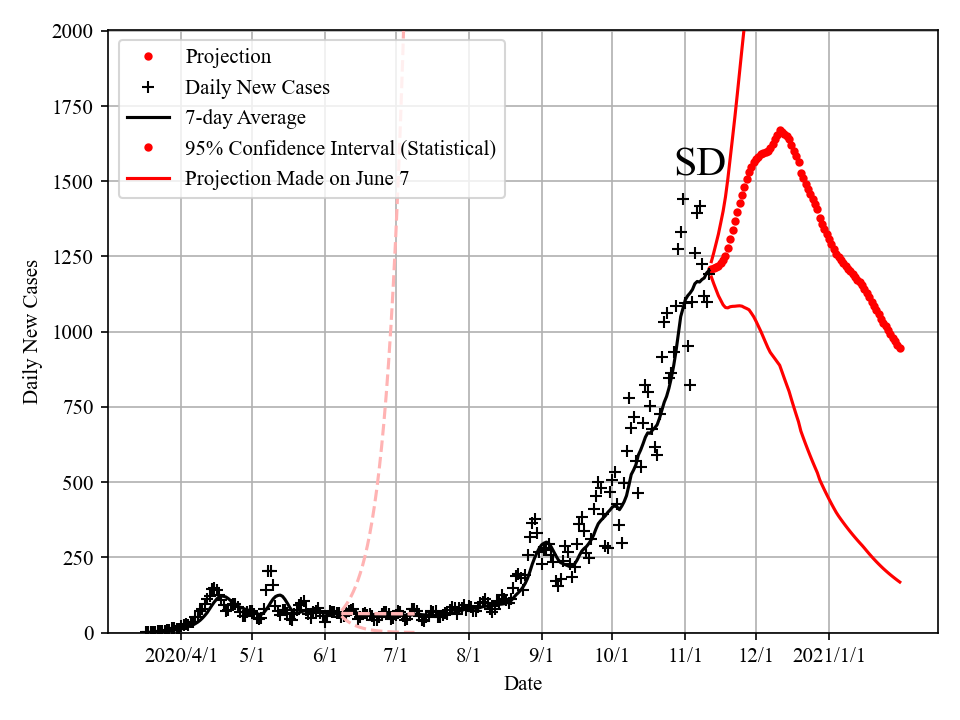 2000
1750
1500
1250
1000
750
500
250
0
Daily New Cases
Projection
Daily New Cases
7-day Average
95% Confidence Interval (Statistical)
Projection Made on June 7
SD
2020/4/1 5/1 6/1 7/1 8/1 9/1 10/1 11/1 12/1 2021/1/1
Date